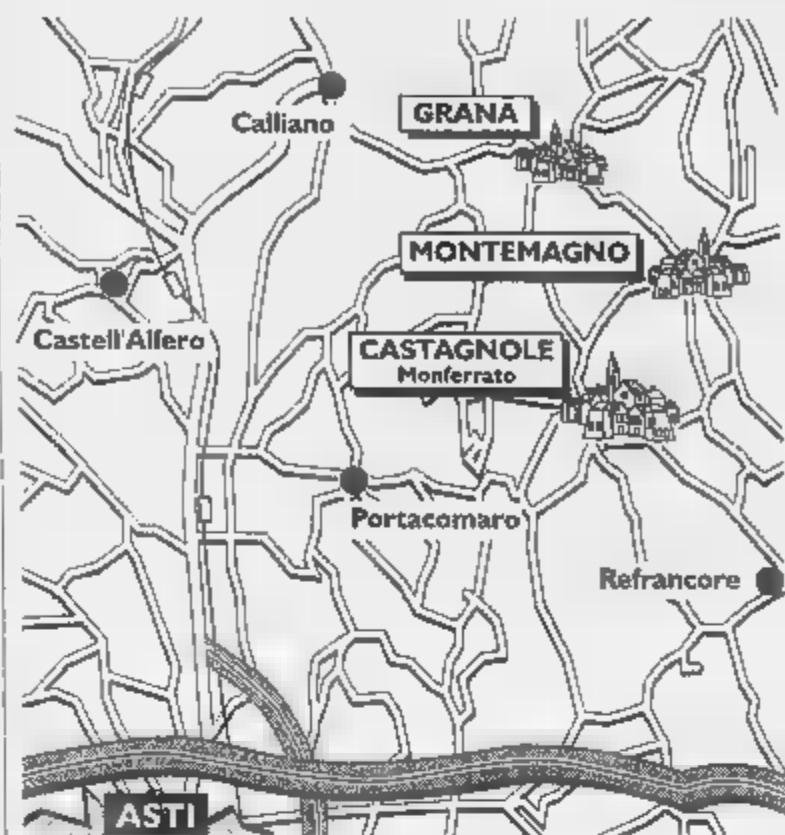 GRANA
Calliano
MONTEMAGNO
Castell'Alfero
CASTAGNOLE
Monferrato
Portacomaro
Refrancore
ASTI